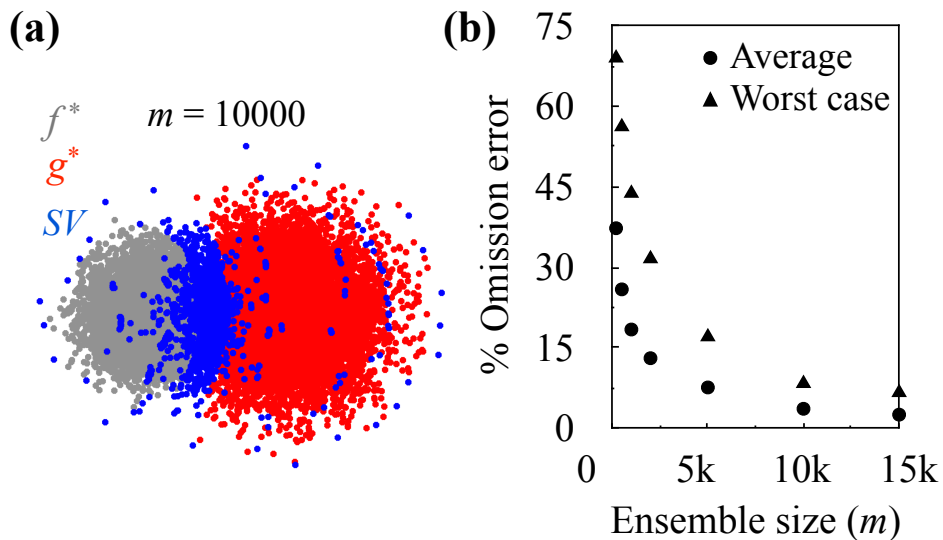 (a)
f*
g*
SV
m = 10000
(b)
% Omission error
75
60
45
30
15
0
Average
Worst case
0 5k 10k 15k
Ensemble size (m)